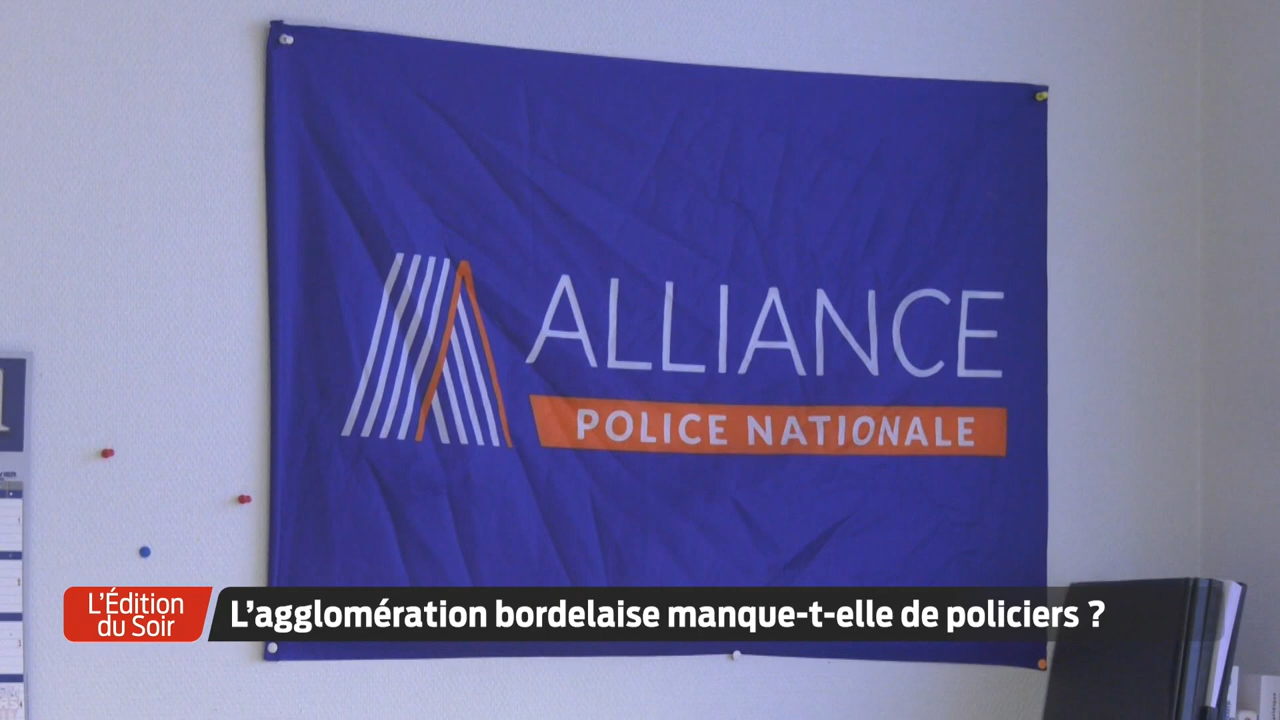 ALLIANCE
POLICE NATIONALE
L'Édition
du Soir
L'agglomération bordelaise manque-t-elle de policiers ?